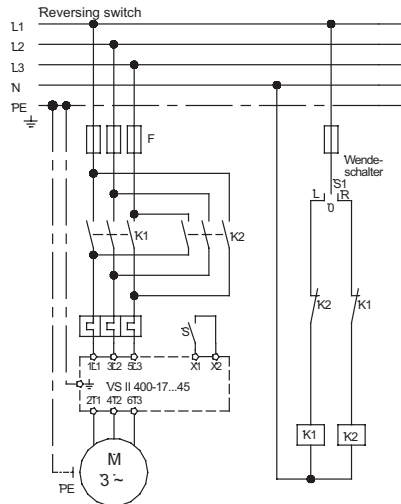 Reversing switch
L1
L2
L3
N
PE
F
Wende-
schalter
S1
L R
0
K1 K2
K2 K1
S
1L1 3L2 5L3 X1 X2
VS II 400-17...45
2T1 4T2 6T3
K1 K2
M
3 ~
PE